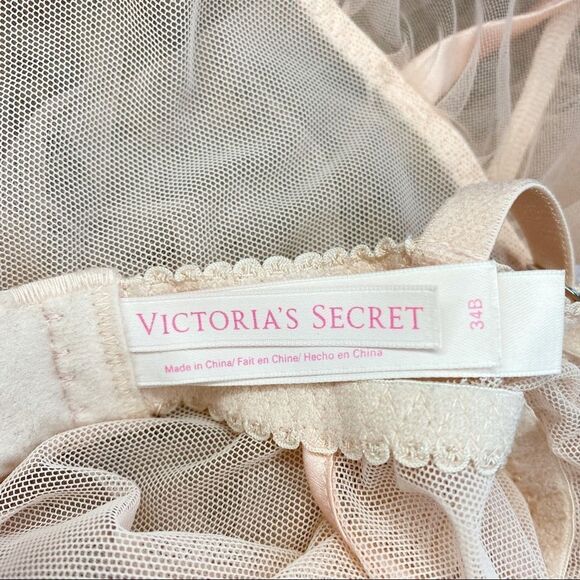 VICTORIA'S SECRET
Made in China/ Fait en Chine/ Hecho en China
34B